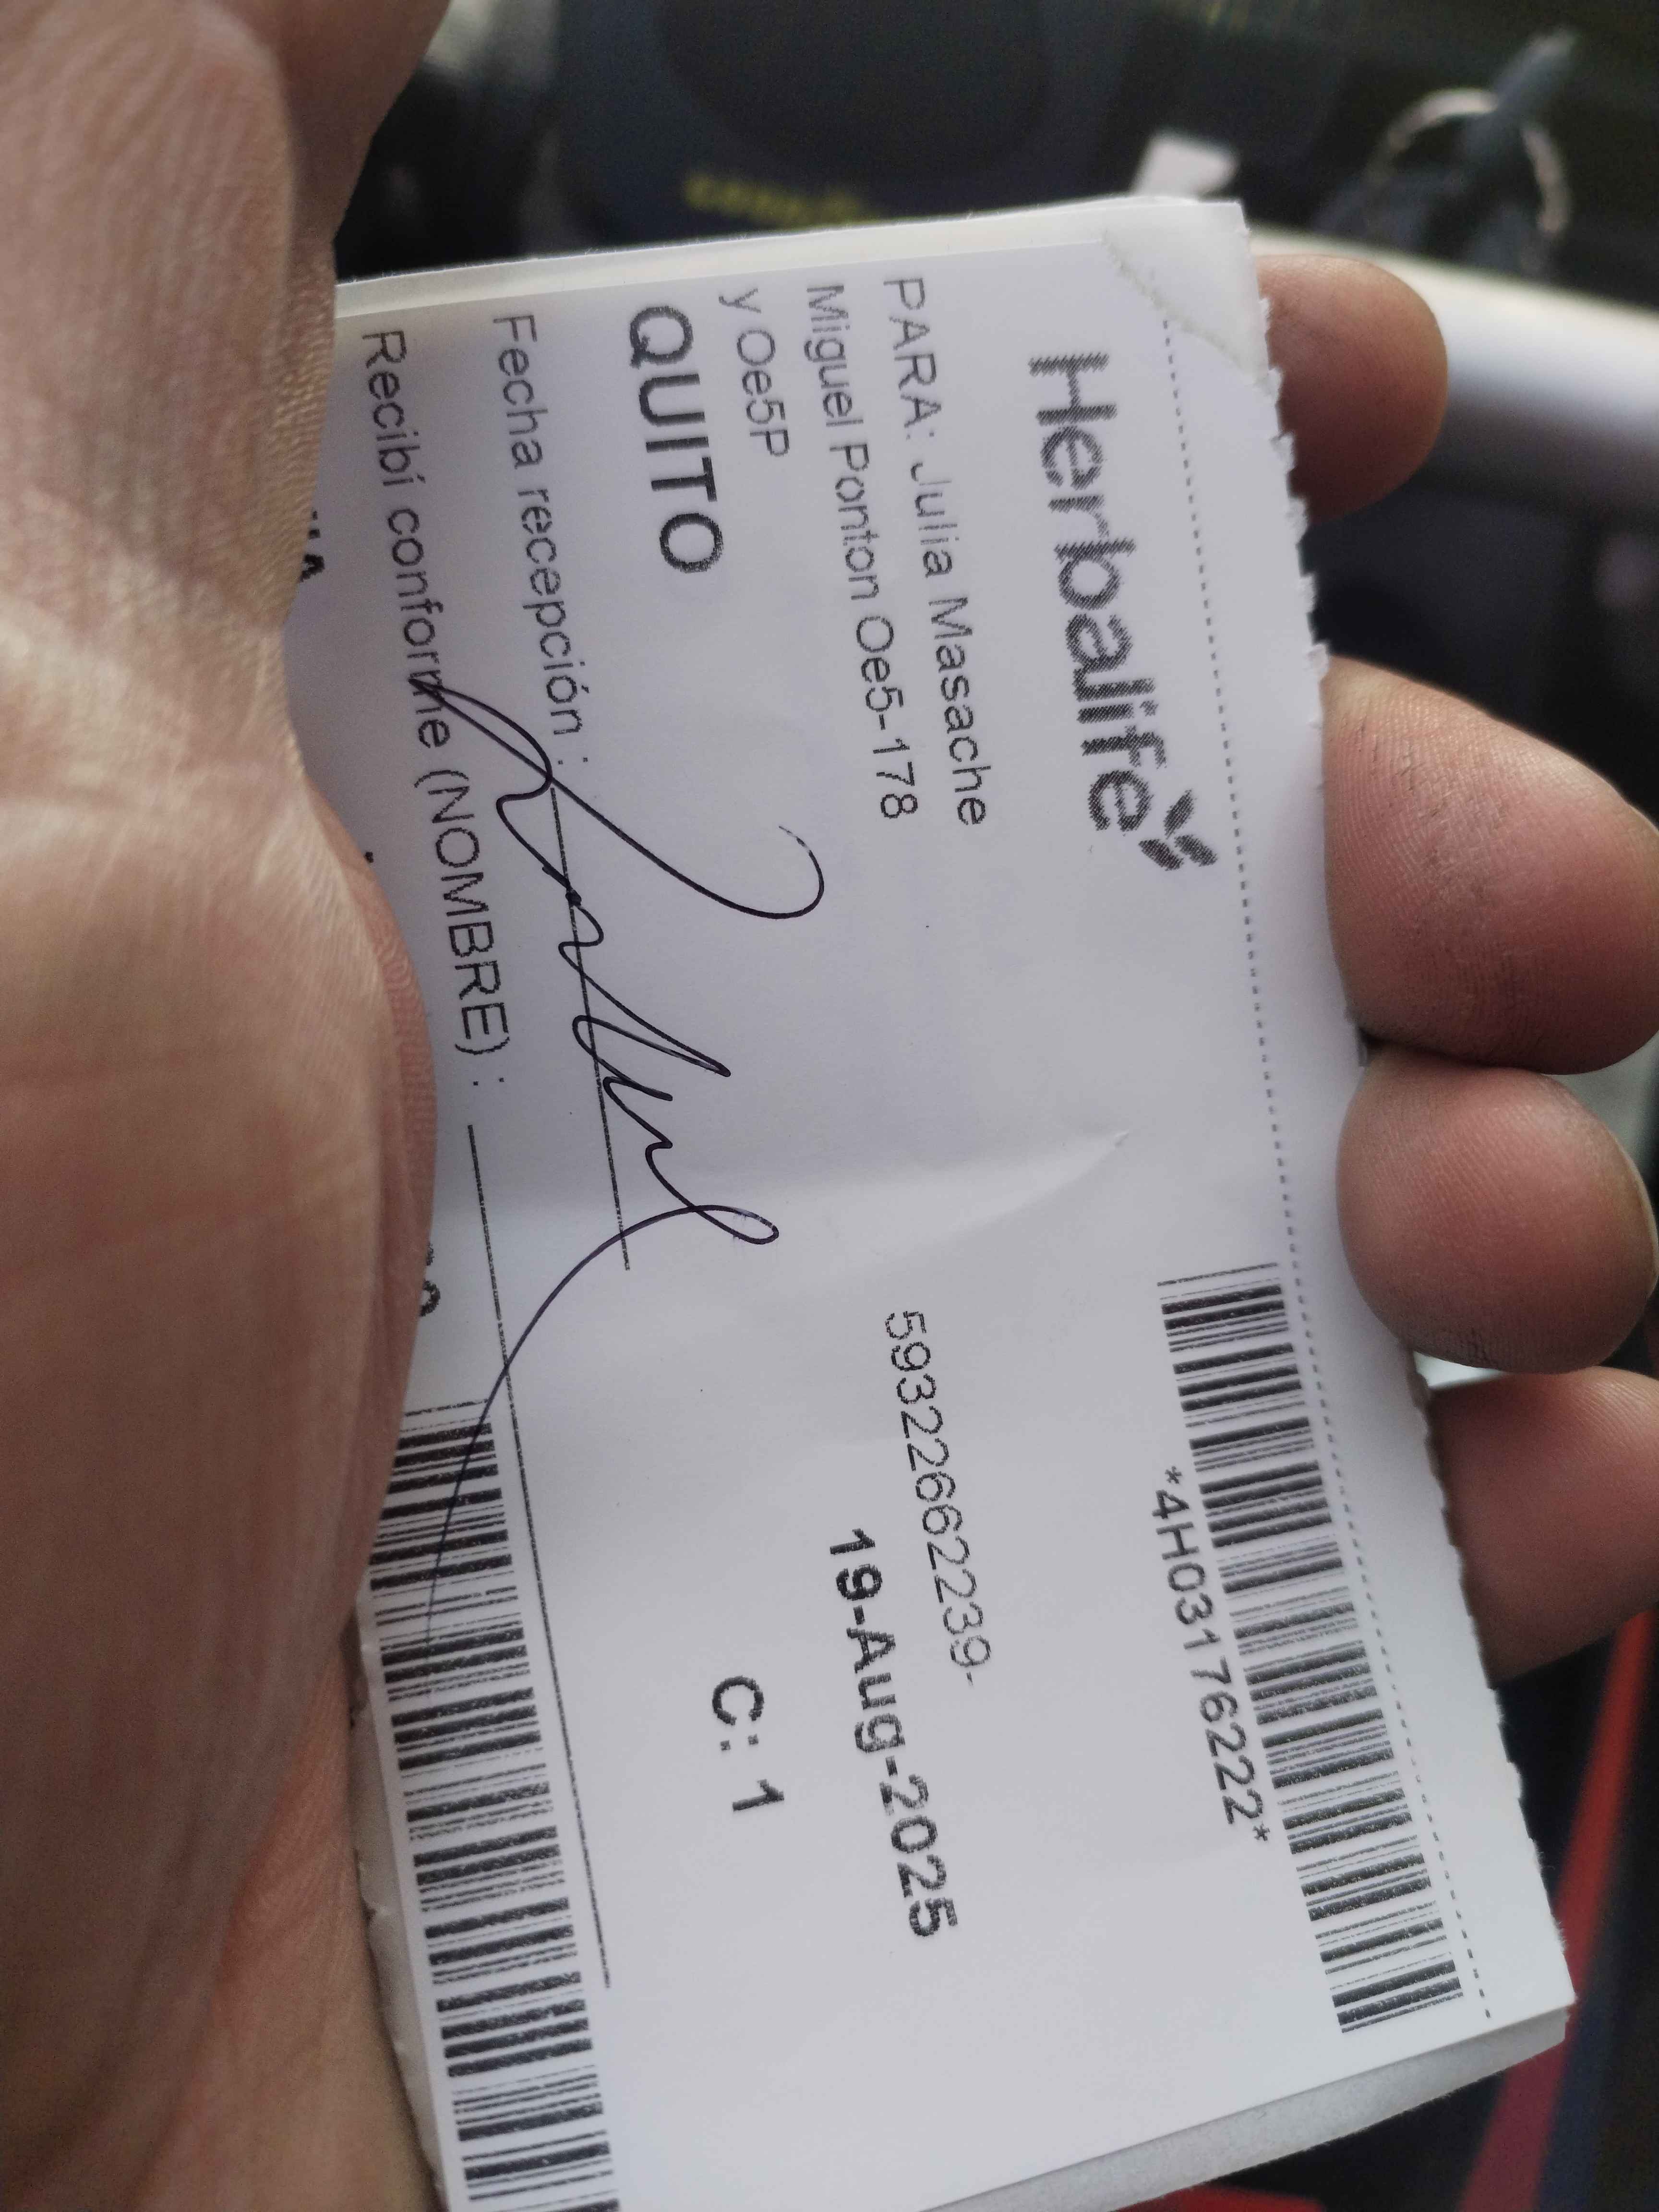 Herbalife
*4H03176222*
PARA: Julia Masache
59322662239-
Miguel Ponton Oe5-178
19-Aug-2025
y Oe5P
C: 1
QUITO
Fecha recepción :
Recibí conforme (NOMBRE) :